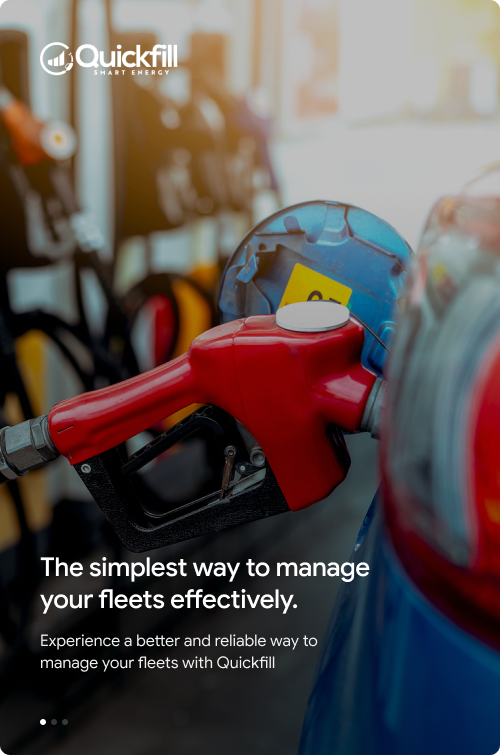 Quickfill
SMART ENERGY
The simplest way to manage
your fleets effectively.
Experience a better and reliable way to
manage your fleets with Quickfill